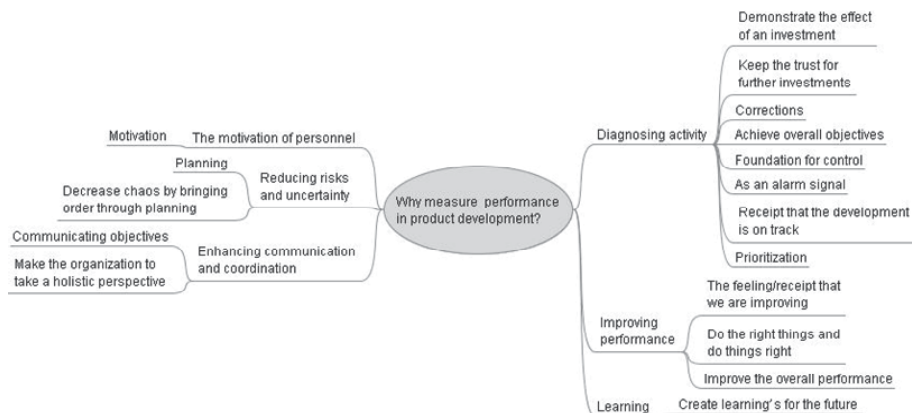 Why measure performance
in product development?
The motivation of personnel
Motivation
Reducing risks
and uncertainty
Planning
Decrease chaos by bringing
order through planning
Enhancing communication
and coordination
Communicating objectives
Make the organization to
take a holistic perspective
Diagnosing activity
Demonstrate the effect
of an investment
Keep the trust for
further investments
Corrections
Achieve overall objectives
Foundation for control
As an alarm signal
Receipt that the development
is on track
Prioritization
Improving
performance
The feeling/receipt that
we are improving
Do the right things and
do things right
Improve the overall performance
Learning
Create learning's for the future